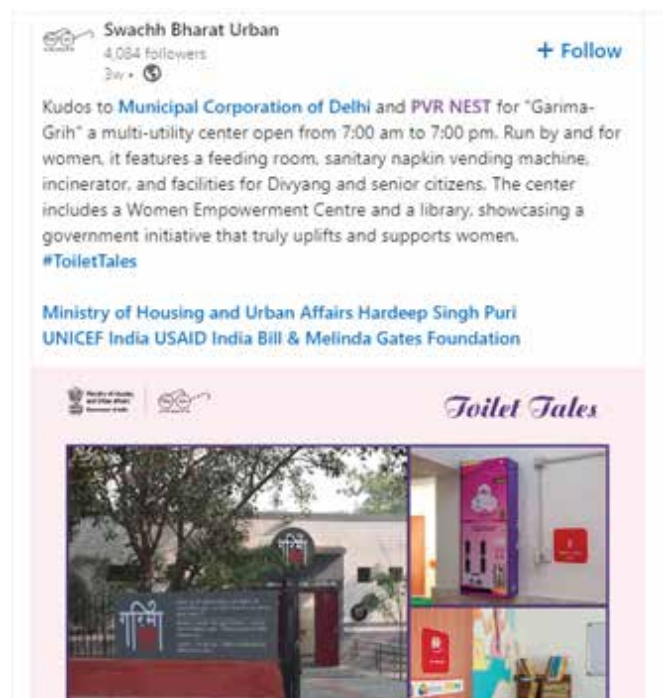 Swachh Bharat Urban
4,084 followers
3w •
+ Follow
Kudos to Municipal Corporation of Delhi and PVR NEST for "Garima-
Grih" a multi-utility center open from 7:00 am to 7:00 pm. Run by and for
women, it features a feeding room, sanitary napkin vending machine,
incinerator, and facilities for Divyang and senior citizens. The center
includes a Women Empowerment Centre and a library, showcasing a
government initiative that truly uplifts and supports women.
#ToiletTales
Ministry of Housing and Urban Affairs Hardeep Singh Puri
UNICEF India USAID India Bill & Melinda Gates Foundation
Toilet Tales
गरिमा
गरिमा